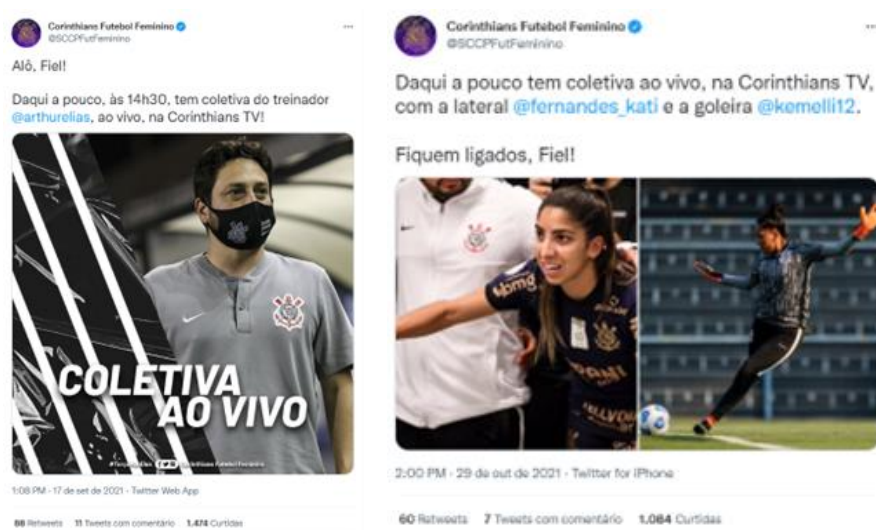 Corinthians Futebol Feminino
@SCCPFutFeminino
Alô, Fiel!
Daqui a pouco, às 14h30, tem coletiva do treinador
@arthurelias, ao vivo, na Corinthians TV!
COLETIVA
AO VIVO
Corinthians Futebol Feminino
1:08 PM · 17 de set de 2021 · Twitter Web App
88 Retweets 11 Tweets com comentário 1.474 Curtidas
Corinthians Futebol Feminino
@SCCPFutFeminino
Daqui a pouco tem coletiva ao vivo, na Corinthians TV,
com a lateral @fernandes_kati e a goleira @kemelli12.
Fiquem ligados, Fiel!
2:00 PM · 29 de out de 2021 · Twitter for iPhone
60 Retweets 7 Tweets com comentário 1.084 Curtidas